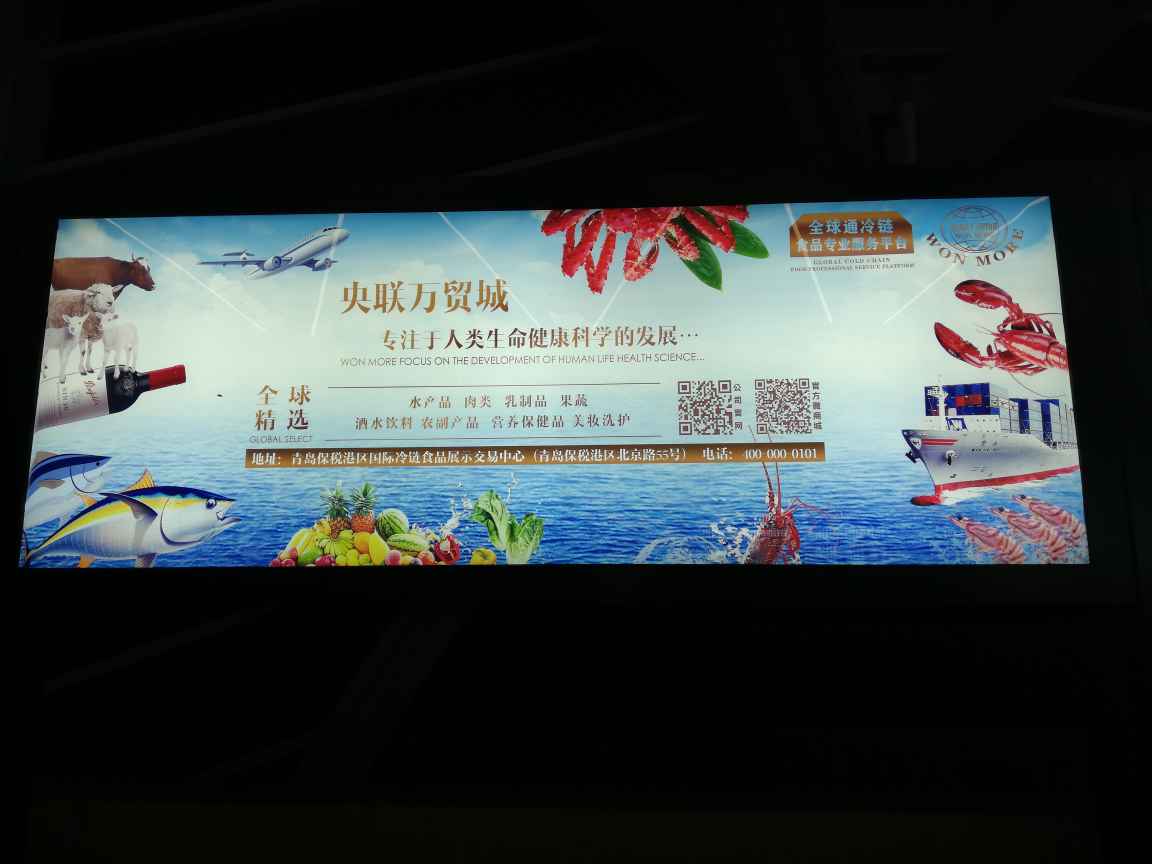 全球通冷链
食品专业服务平台
GLOBAL COLD CHAIN
FOOD PROFESSIONAL SERVICE PLATFORM
WON MORE
央联万贸城
专注于人类生命健康科学的发展…
WON MORE FOCUS ON THE DEVELOPMENT OF HUMAN LIFE HEALTH SCIENCE...
全球
精选
GLOBAL SELECT
水产品 肉类 乳制品 果蔬
酒水饮料 农副产品 营养保健品 美妆洗护
公司官网
官方微商城
地址：青岛保税港区国际冷链食品展示交易中心（青岛保税港区北京路55号） 电话：400-000-0101